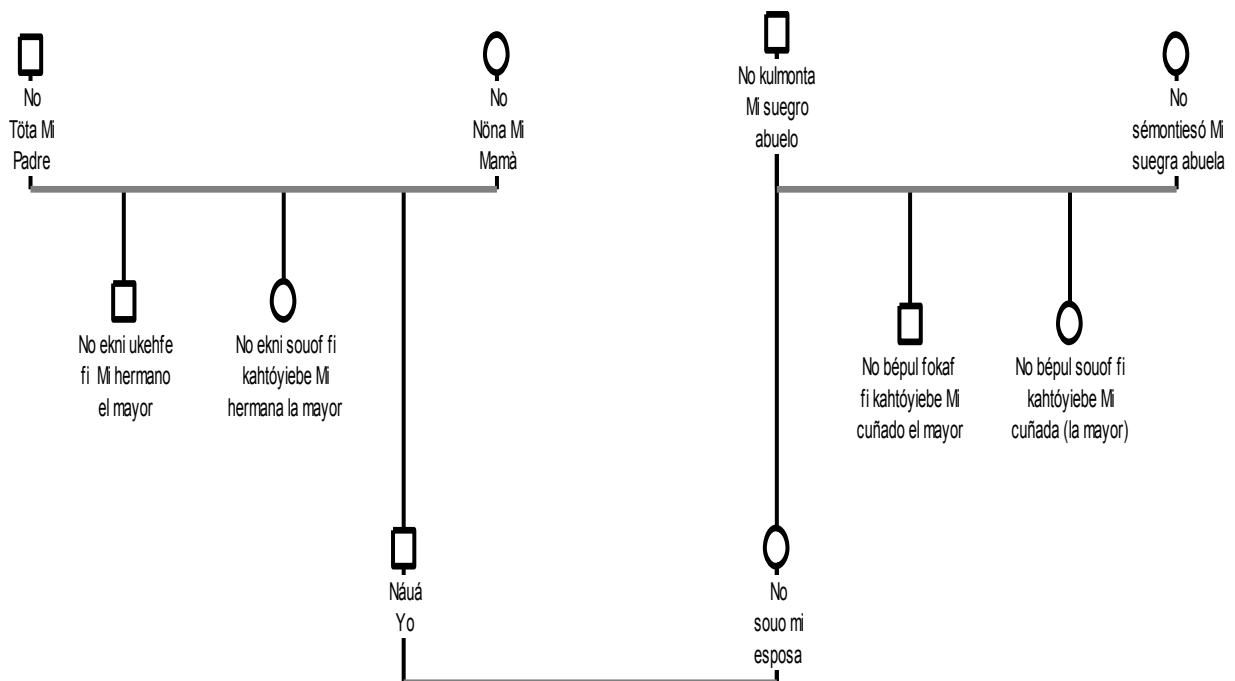 No
Töta Mi
Padre
No
Nöna Mi
Mamà
No kulmonta
Mi suegro
abuelo
No
sémontiesó Mi
suegra abuela
No ekni ukehfe
fi Mi hermano
el mayor
No ekni souof fi
kahtóyiebe Mi
hermana la mayor
No bépul fokaf
fi kahtóyiebe Mi
cuñado el mayor
No bépul souof fi
kahtóyiebe Mi
cuñada (la mayor)
Náuá
Yo
No
souo mi
esposa